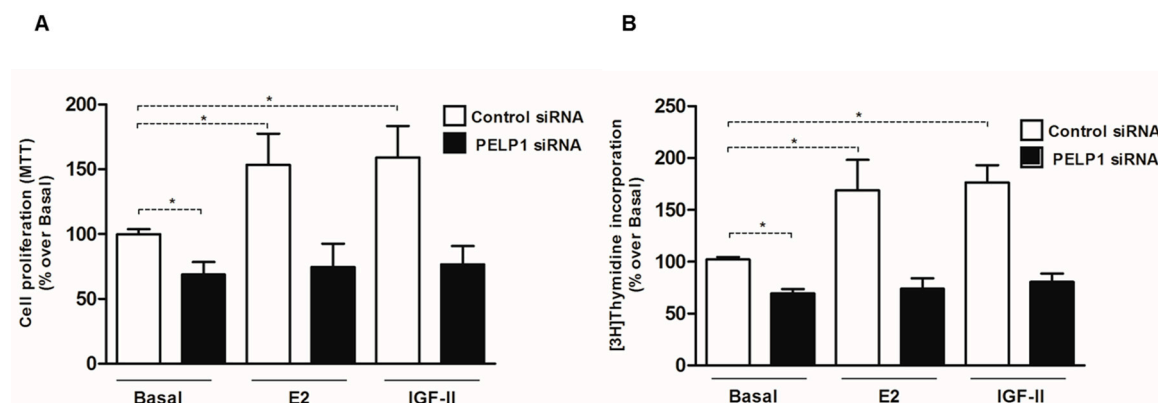 A
Cell proliferation (MTT)
(% over Basal)
200
150
100
50
0
*
*
*
Control siRNA
PELP1 siRNA
Basal
E2
IGF-II
B
[3H]Thymidine incorporation
(% over Basal)
250
200
150
100
50
0
*
*
*
Control siRNA
PELP1 siRNA
Basal
E2
IGF-II